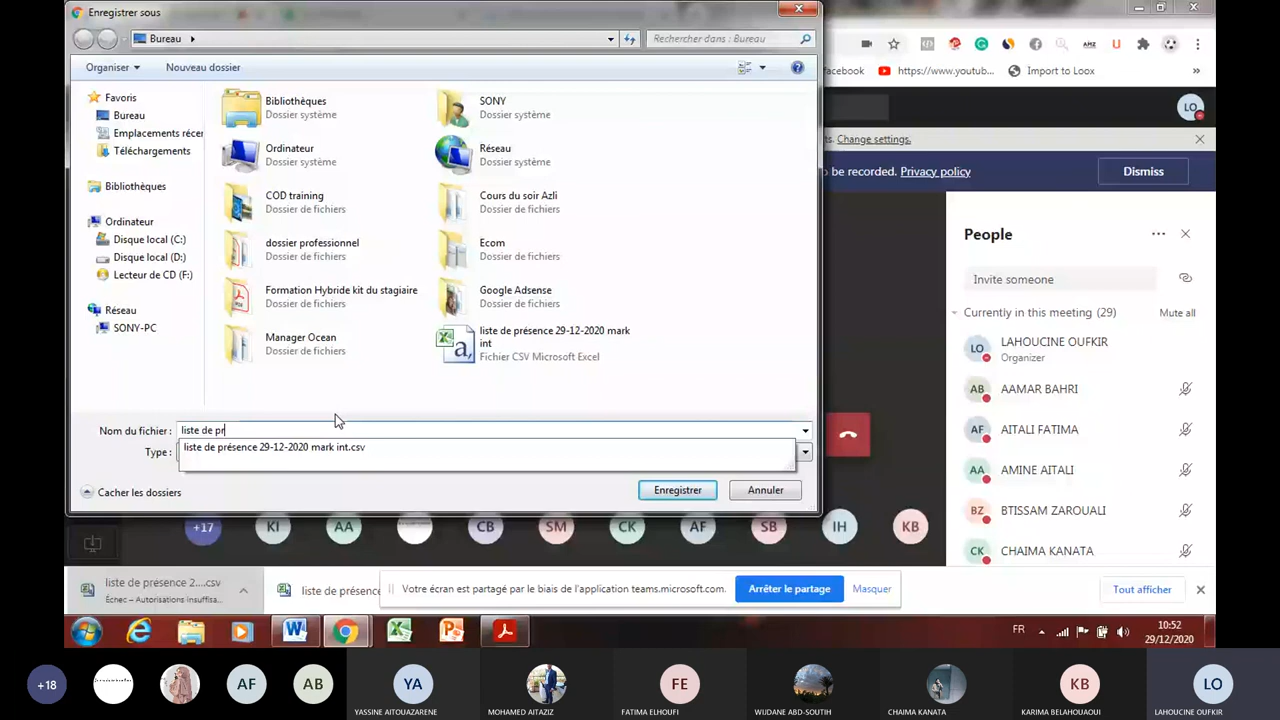 Enregistrer sous
Bureau
Rechercher dans : Bureau
Organiser
Nouveau dossier
Favoris
Bureau
Emplacements récer
Téléchargements
Bibliothèques
Ordinateur
Disque local (C:)
Disque local (D:)
Lecteur de CD (F:)
Réseau
SONY-PC
Bibliothèques
Dossier système
SONY
Dossier système
Ordinateur
Dossier système
Réseau
Dossier système
COD training
Dossier de fichiers
Cours du soir Azli
Dossier de fichiers
dossier professionnel
Dossier de fichiers
Ecom
Dossier de fichiers
Formation Hybride kit du stagiaire
Dossier de fichiers
Google Adsense
Dossier de fichiers
Manager Ocean
Dossier de fichiers
liste de présence 29-12-2020 mark
int
Fichier CSV Microsoft Excel
Nom du fichier : liste de pr
liste de présence 29-12-2020 mark int.csv
Type :
Cacher les dossiers
Enregistrer
Annuler
facebook
https://www.youtub...
Import to Loox
»
LO
rts. Change settings.
o be recorded. Privacy policy
Dismiss
People
Invite someone
Currently in this meeting (29)
Mute all
LO
LAHOUCINE OUFKIR
Organizer
AB
AAMAR BAHRI
AF
AITALI FATIMA
AA
AMINE AITALI
BZ
BTISSAM ZAROUALI
CK
CHAIMA KANATA
+17 KI AA CB SM CK AF SB IH KB
liste de présence 2....csv
Échec – Autorisations insuffisa...
liste de présence
Votre écran est partagé par le biais de l'application teams.microsoft.com.
Arrêter le partage
Masquer
Tout afficher
FR
10:52
29/12/2020
+18 AF AB YA FE KB LO
YASSINE AITOUAZARENE
MOHAMED AITAZIZ
FATIMA ELHOUFI
WIJDANE ABD-SOUTIH
CHAIMA KANATA
KARIMA BELAHOUAOUI
LAHOUCINE OUFKIR